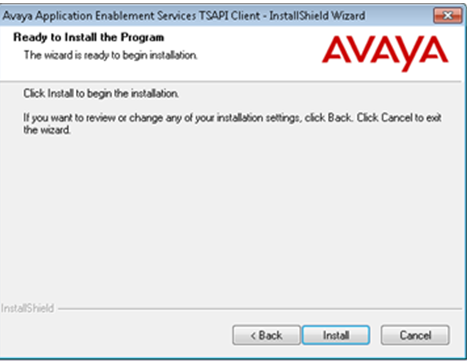 Avaya Application Enablement Services TSAPI Client - InstallShield Wizard
Ready to Install the Program
The wizard is ready to begin installation.
AVAYA
Click Install to begin the installation.
If you want to review or change any of your installation settings, click Back. Click Cancel to exit
the wizard.
InstallShield
< Back
Install
Cancel